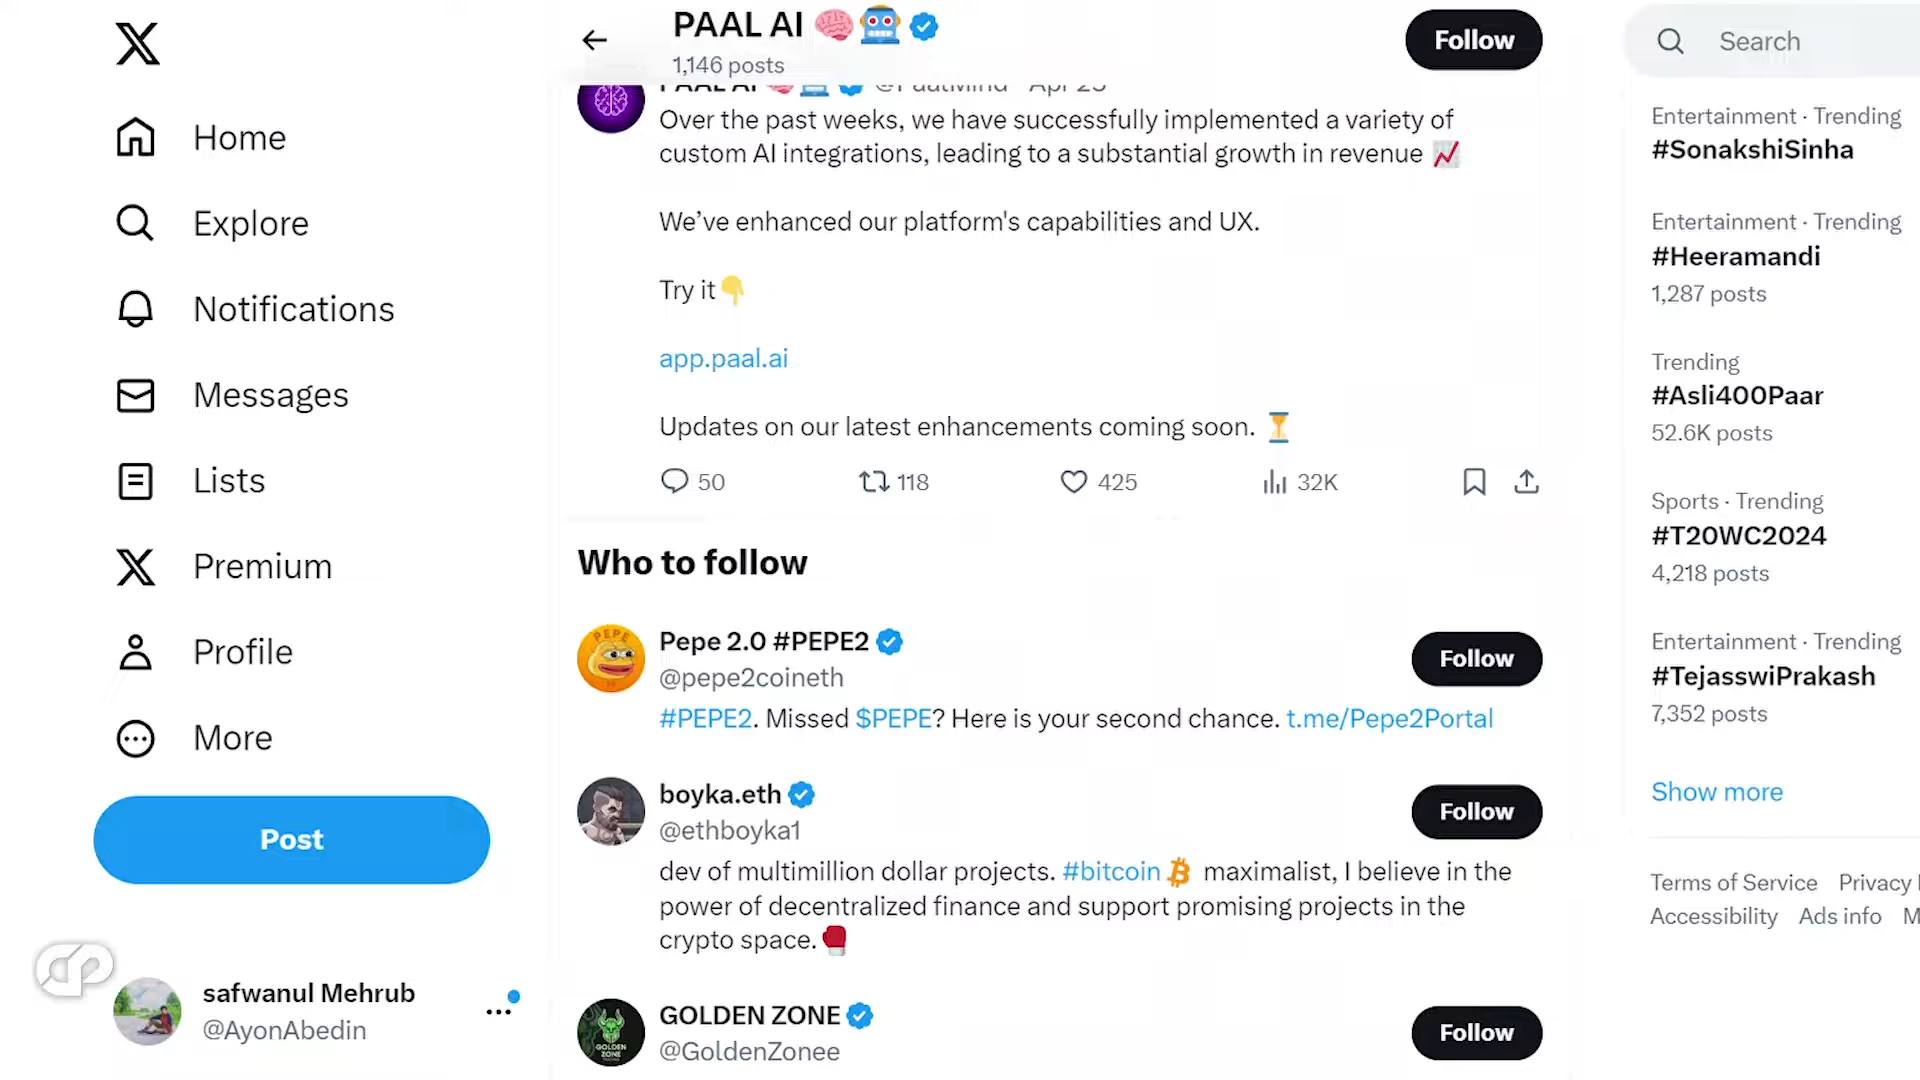 Home
Explore
Notifications
Messages
Lists
Premium
Profile
More
Post
safwanul Mehrub
@AyonAbedin
PAAL AI
1,146 posts
Follow
PAAL AI @PaalMind · Apr 25
Over the past weeks, we have successfully implemented a variety of
custom AI integrations, leading to a substantial growth in revenue
We’ve enhanced our platform's capabilities and UX.
Try it
app.paal.ai
Updates on our latest enhancements coming soon.
50 118 425 32K
Who to follow
Pepe 2.0 #PEPE2
@pepe2coineth
Follow
#PEPE2. Missed $PEPE? Here is your second chance. t.me/Pepe2Portal
boyka.eth
@ethboyka1
Follow
dev of multimillion dollar projects. #bitcoin maximalist, I believe in the
power of decentralized finance and support promising projects in the
crypto space.
GOLDEN ZONE
@GoldenZonee
Follow
PEPE
GOLDEN
ZONE
Search
Entertainment · Trending
#SonakshiSinha
Entertainment · Trending
#Heeramandi
1,287 posts
Trending
#Asli400Paar
52.6K posts
Sports · Trending
#T20WC2024
4,218 posts
Entertainment · Trending
#TejasswiPrakash
7,352 posts
Show more
Terms of Service Privacy
Accessibility Ads info M